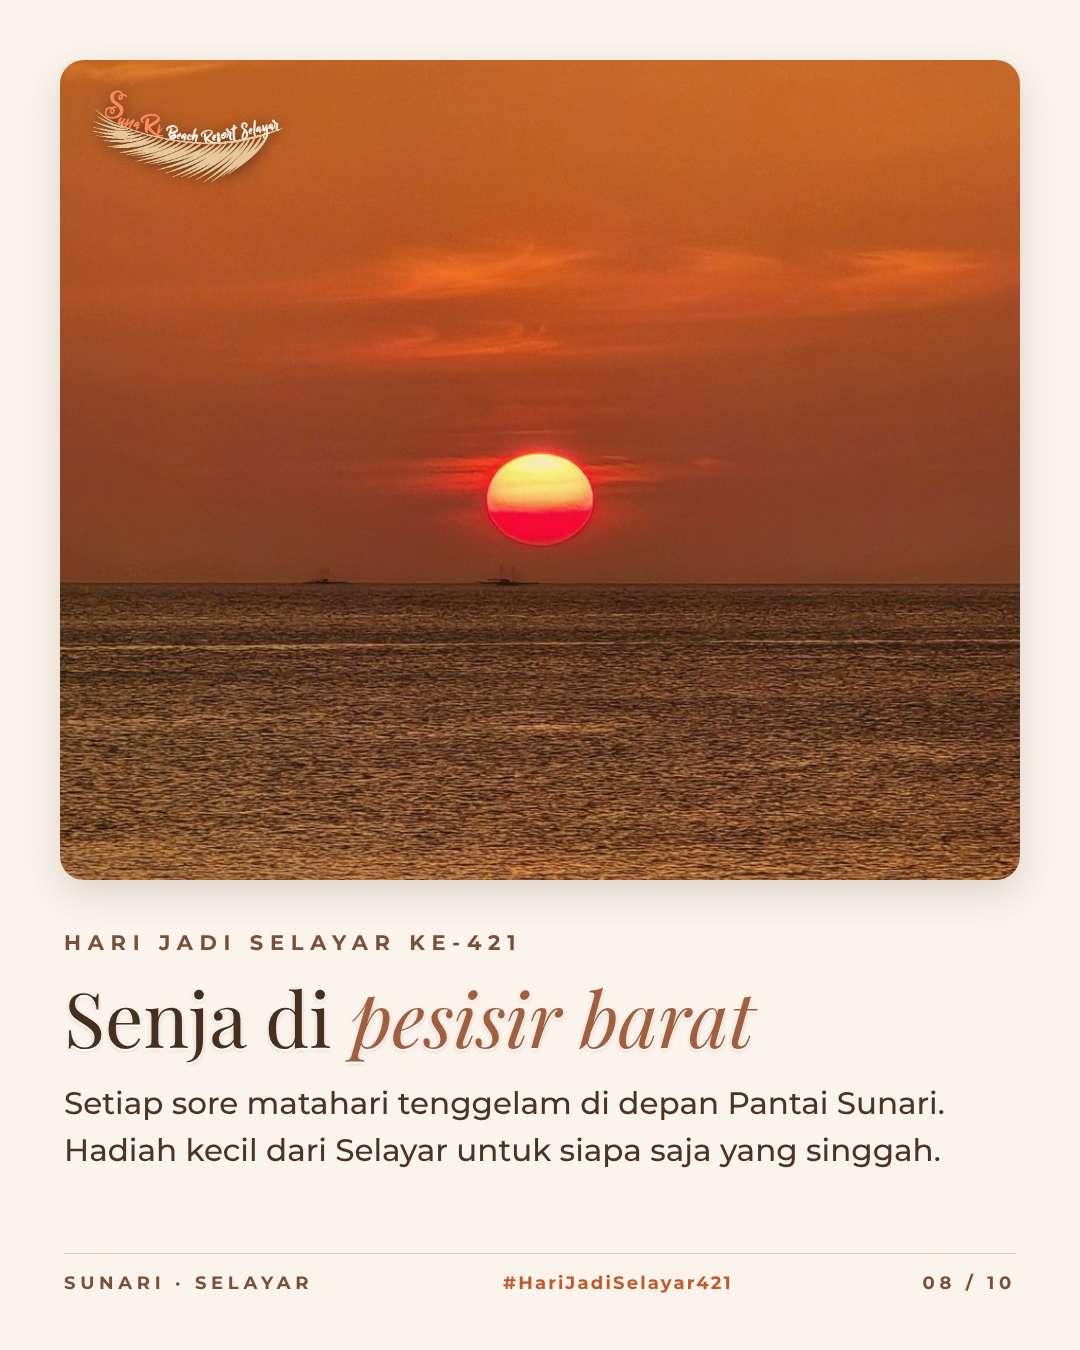 SunaRi Beach Resort Selayar
HARI JADI SELAYAR KE-421
Senja di pesisir barat
Setiap sore matahari tenggelam di depan Pantai Sunari.
Hadiah kecil dari Selayar untuk siapa saja yang singgah.
SUNARI · SELAYAR
#HariJadiSelayar421
08 / 10